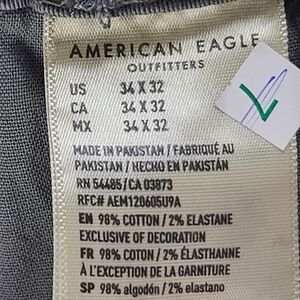 AMERICAN EAGLE
OUTFITTERS
US 34 X 32
CA 34 X 32
MX 34 X 32
MADE IN PAKISTAN / FABRIQUÉ AU
PAKISTAN / HECHO EN PAKISTÁN
RN 54485/CA 03873
RFC# AEM120605U9A
EN 98% COTTON / 2% ELASTANE
EXCLUSIVE OF DECORATION
FR 98% COTON / 2% ÉLASTHANNE
À L'EXCEPTION DE LA GARNITURE
SP 98% algodón / 2% elastano